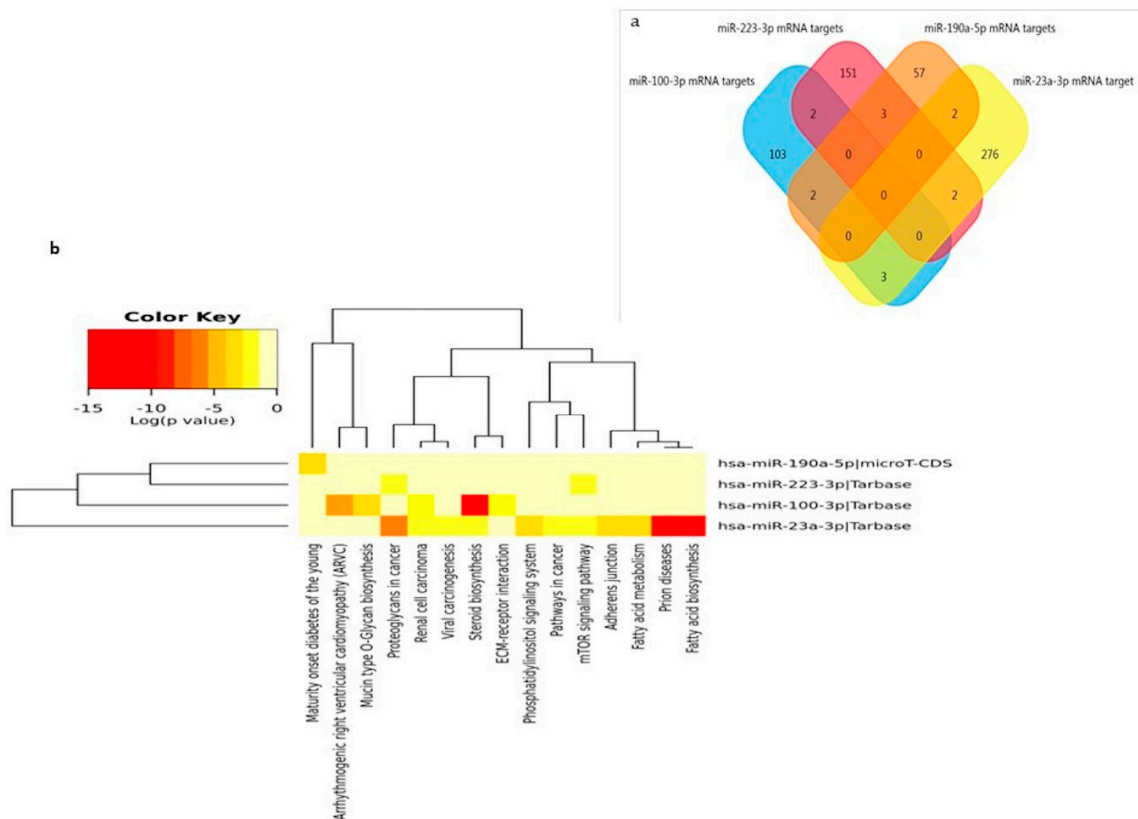 a
miR-223-3p mRNA targets
miR-190a-5p mRNA targets
miR-100-3p mRNA targets
miR-23a-3p mRNA target
151
57
2
3
2
103
0
0
276
2
0
2
0
0
3
b
Color Key
-15
-10
-5
0
Log(p value)
hsa-miR-190a-5p|microT-CDS
hsa-miR-223-3p|Tarbase
hsa-miR-100-3p|Tarbase
hsa-miR-23a-3p|Tarbase
Maturity onset diabetes of the young
Arrhythmogenic right ventricular cardiomyopathy (ARVC)
Mucin type O-Glycan biosynthesis
Proteoglycans in cancer
Renal cell carcinoma
Viral carcinogenesis
Steroid biosynthesis
ECM-receptor interaction
Phosphatidylinositol signaling system
Pathways in cancer
mTOR signaling pathway
Adherens junction
Fatty acid metabolism
Prion diseases
Fatty acid biosynthesis